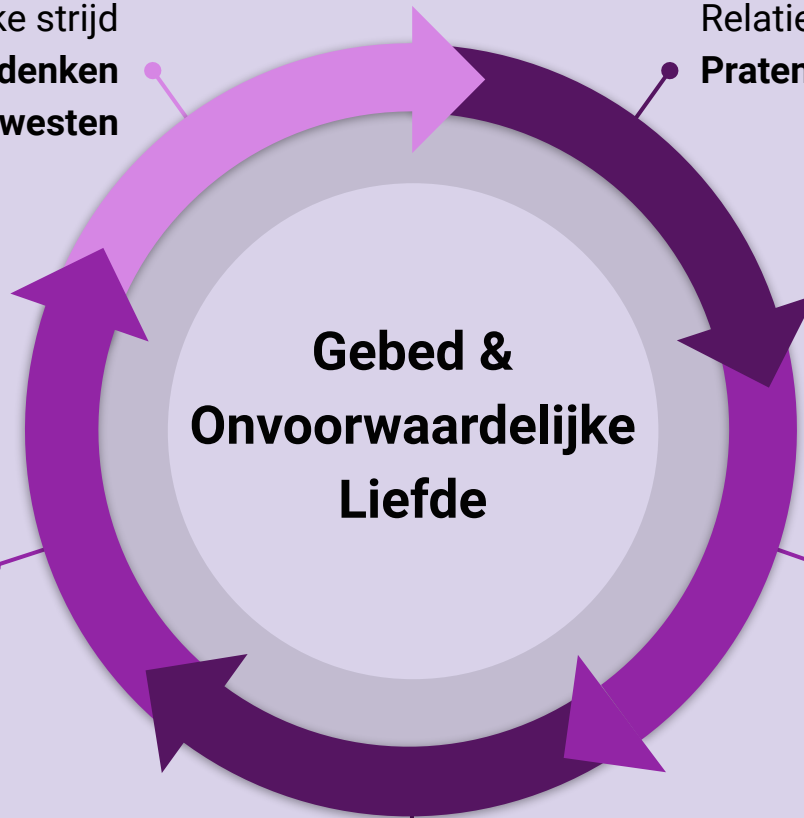 ke strijd
denken
westen
Relatie
Praten
Gebed &
Onvoorwaardelijke
Liefde